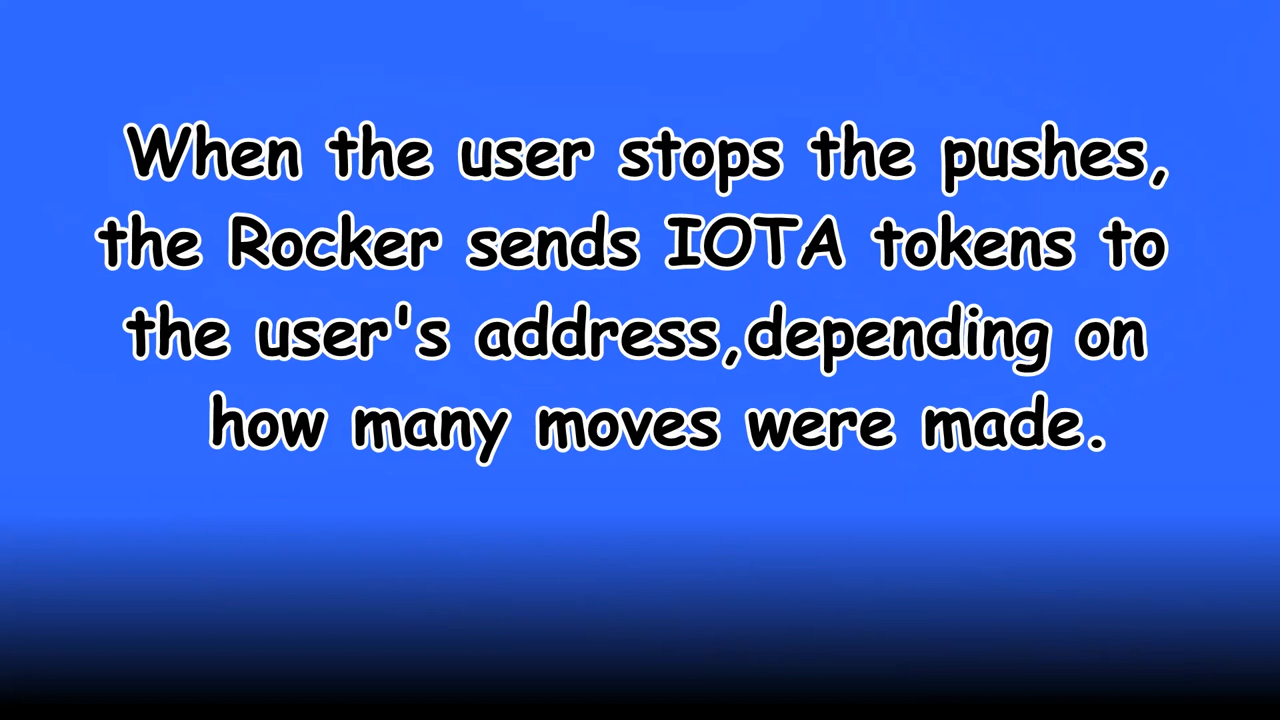 When the user stops the pushes,
the Rocker sends IOTA tokens to
the user's address,depending on
how many moves were made.